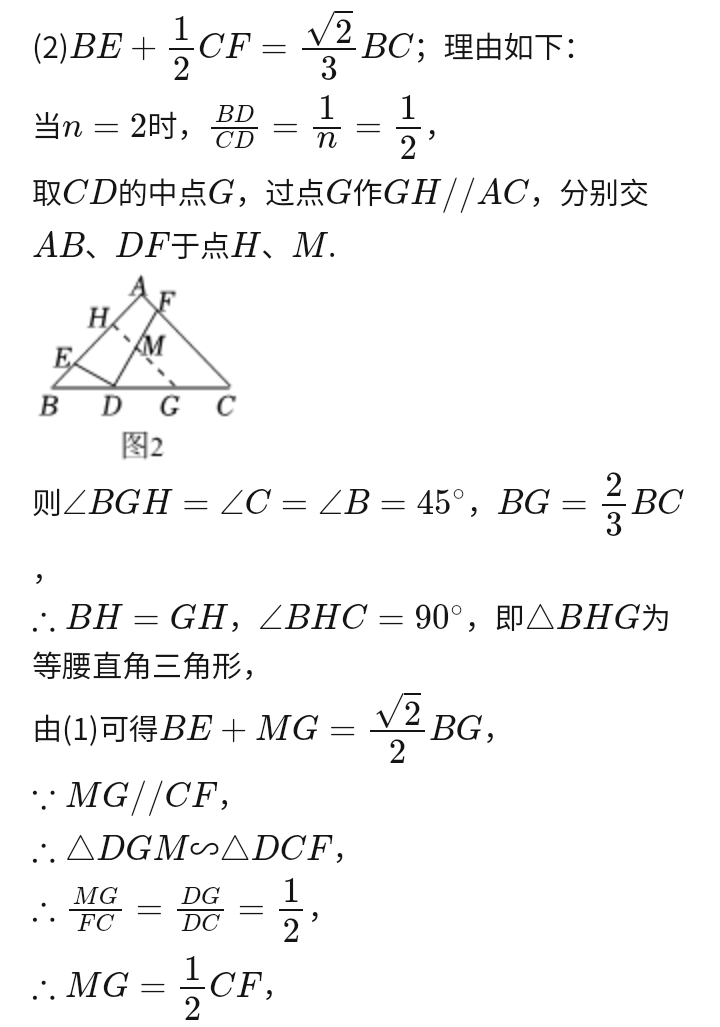 (2)BE + 1/2 CF = √2/3 BC；理由如下：
当n = 2时，BD/CD = 1/n = 1/2，
取CD的中点G，过点G作GH//AC，分别交
AB、DF于点H、M.
A
F
H
M
E
B D G C
图2
则∠BGH = ∠C = ∠B = 45°，BG = 2/3 BC
，
∴ BH = GH，∠BHC = 90°，即△BHG为
等腰直角三角形，
由(1)可得BE + MG = √2/2 BG，
∵ MG//CF，
∴ △DGM∽△DCF，
∴ MG/FC = DG/DC = 1/2，
∴ MG = 1/2 CF，